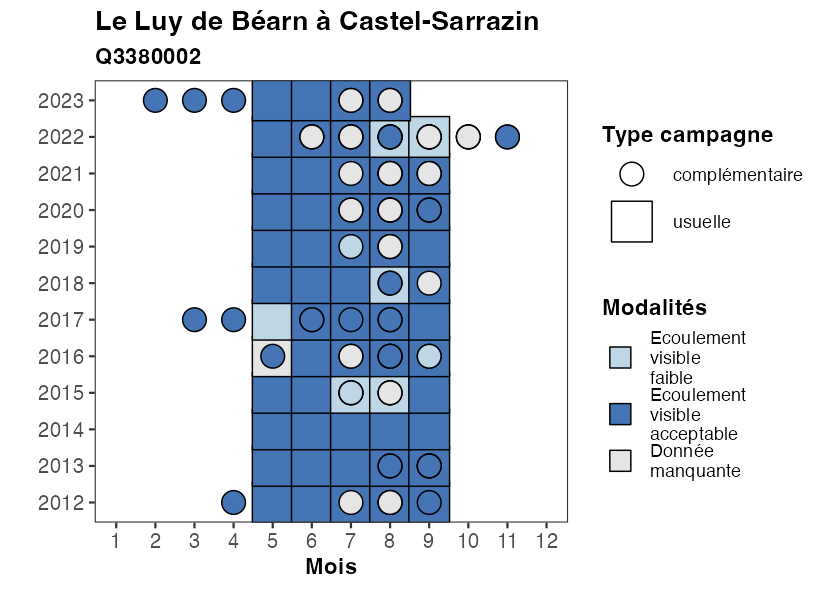 Le Luy de Béarn à Castel-Sarrazin
Q3380002
2023
2022
2021
2020
2019
2018
2017
2016
2015
2014
2013
2012
1 2 3 4 5 6 7 8 9 10 11 12
Mois
Type campagne
complémentaire
usuelle
Modalités
Ecoulement
visible
faible
Ecoulement
visible
acceptable
Donnée
manquante